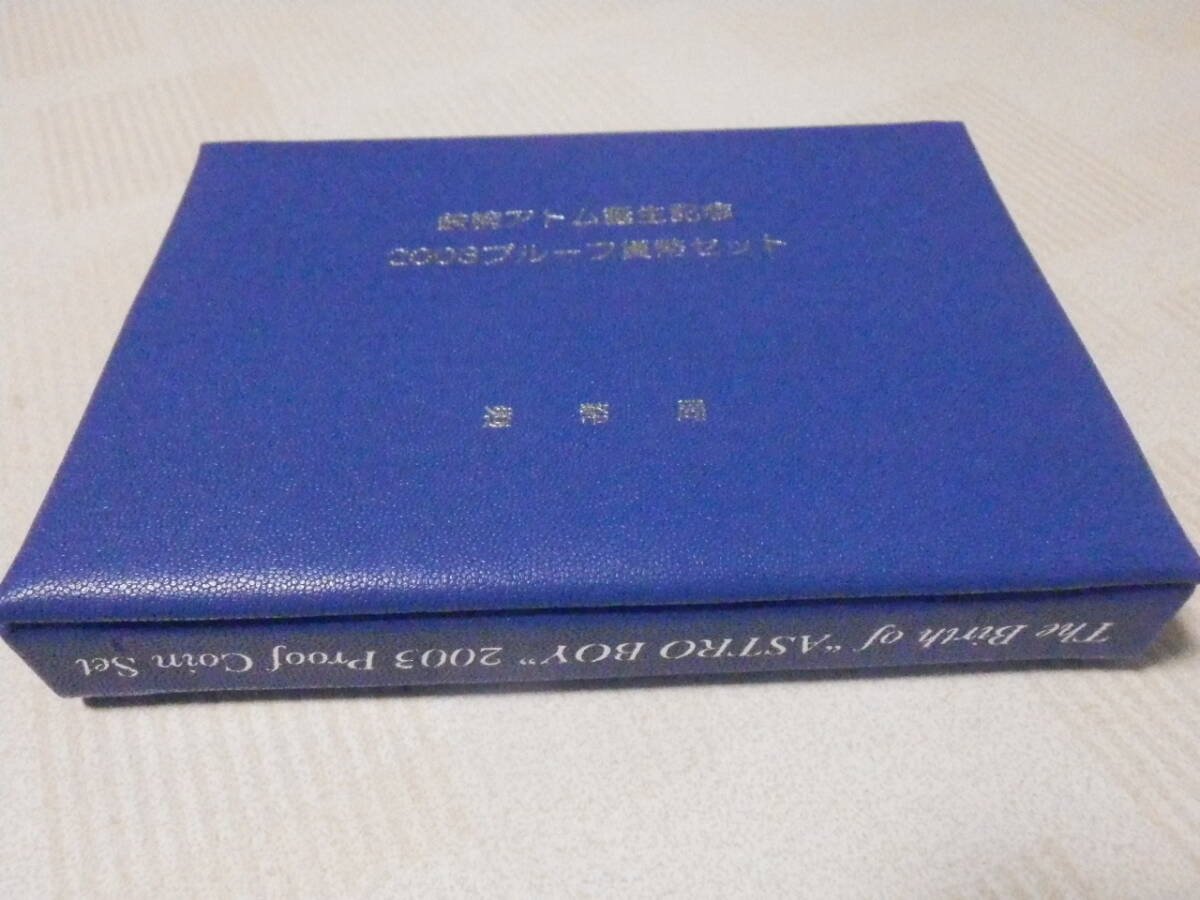 鉄腕アトム誕生記念
2003プルーフ貨幣セット
造幣局
The Birth of "ASTRO BOY" 2003 Proof Coin Set